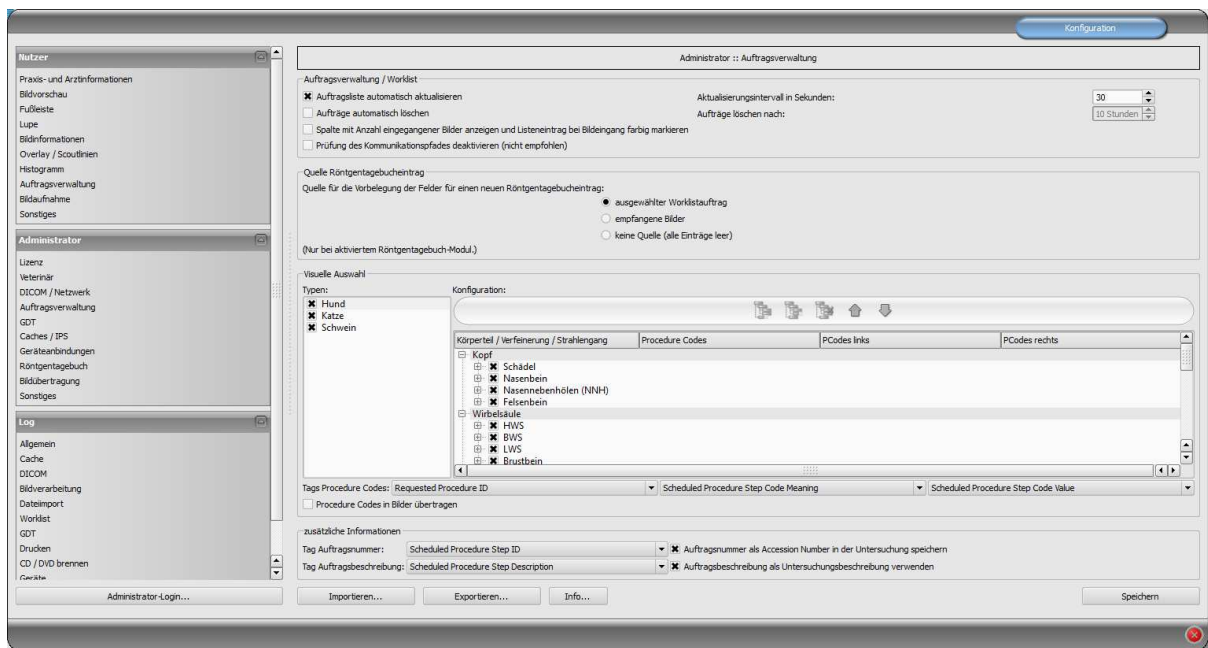 Konfiguration
Nutzer
Praxis- und Arztinformationen
Bildvorschau
Fußleiste
Lupe
Bildinformationen
Overlay / Scoutlinien
Histogramm
Auftragsverwaltung
Bildaufnahme
Sonstiges
Administrator
Lizenz
Veterinär
DICOM / Netzwerk
Auftragsverwaltung
GDT
Caches / IPS
Geräteanbindungen
Röntgentagebuch
Bildübertragung
Sonstiges
Log
Allgemein
Cache
DICOM
Bildverarbeitung
Dateiimport
Worklist
GDT
Drucken
CD / DVD brennen
Geräte
Administrator-Login...
Administrator :: Auftragsverwaltung
Auftragsverwaltung / Worklist
Auftragsliste automatisch aktualisieren Aktualisierungsintervall in Sekunden: 30
Aufträge automatisch löschen Aufträge löschen nach: 10 Stunden
Spalte mit Anzahl eingegangener Bilder anzeigen und Listeneintrag bei Bildeingang farbig markieren
Prüfung des Kommunikationspfades deaktivieren (nicht empfohlen)
Quelle Röntgentagebucheintrag
Quelle für die Vorbelegung der Felder für einen neuen Röntgentagebucheintrag:
ausgewählter Worklistauftrag
empfangene Bilder
keine Quelle (alle Einträge leer)
(Nur bei aktiviertem Röntgentagebuch-Modul.)
Visuelle Auswahl
Typen: Konfiguration:
Hund
Katze
Schwein
Körperteil / Verfeinerung / Strahlengang Procedure Codes PCodes links PCodes rechts
Kopf
Schädel
Nasenbein
Nasennebenhölen (NNH)
Felsenbein
Wirbelsäule
HWS
BWS
LWS
Brustbein
Tags Procedure Codes: Requested Procedure ID Scheduled Procedure Step Code Meaning Scheduled Procedure Step Code Value
Procedure Codes in Bilder übertragen
zusätzliche Informationen
Tag Auftragsnummer: Scheduled Procedure Step ID Auftragsnummer als Accession Number in der Untersuchung speichern
Tag Auftragsbeschreibung: Scheduled Procedure Step Description Auftragsbeschreibung als Untersuchungsbeschreibung verwenden
Importieren... Exportieren... Info... Speichern